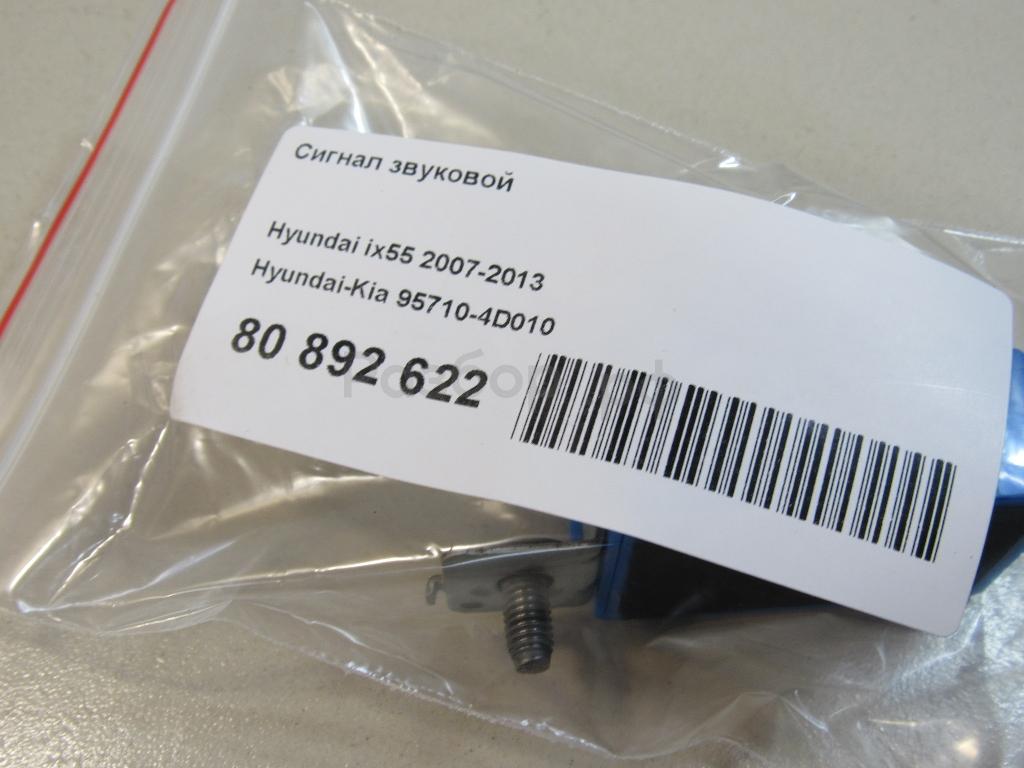 Сигнал звуковой
Hyundai ix55 2007-2013
Hyundai-Kia 95710-4D010
80 892 622